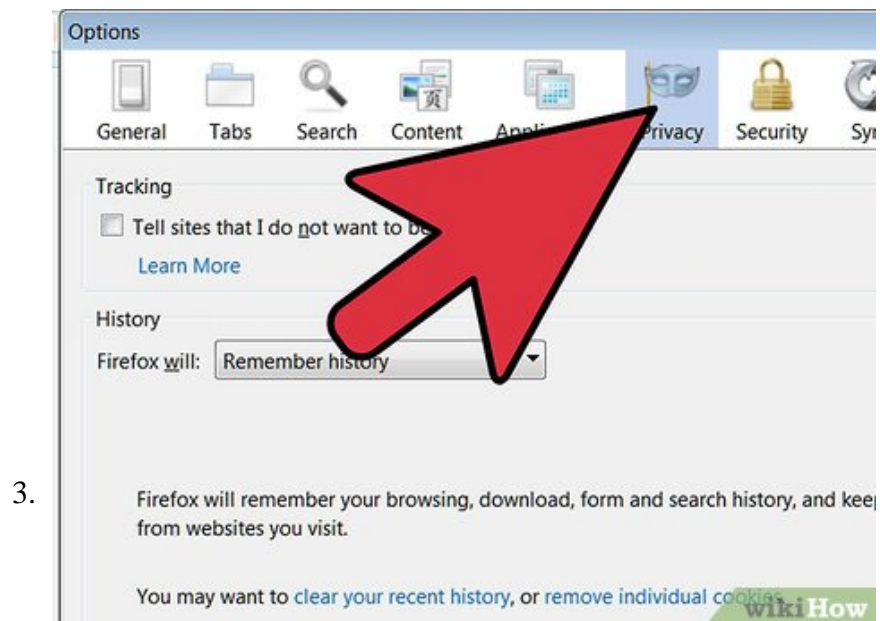 Options
General Tabs Search Content Privacy Security
Tracking
Tell sites that I do not want to be
Learn More
History
Firefox will: Remember history
3.
Firefox will remember your browsing, download, form and search history, and keep
from websites you visit.
You may want to clear your recent history, or remove individual cookies
wikiHow
页